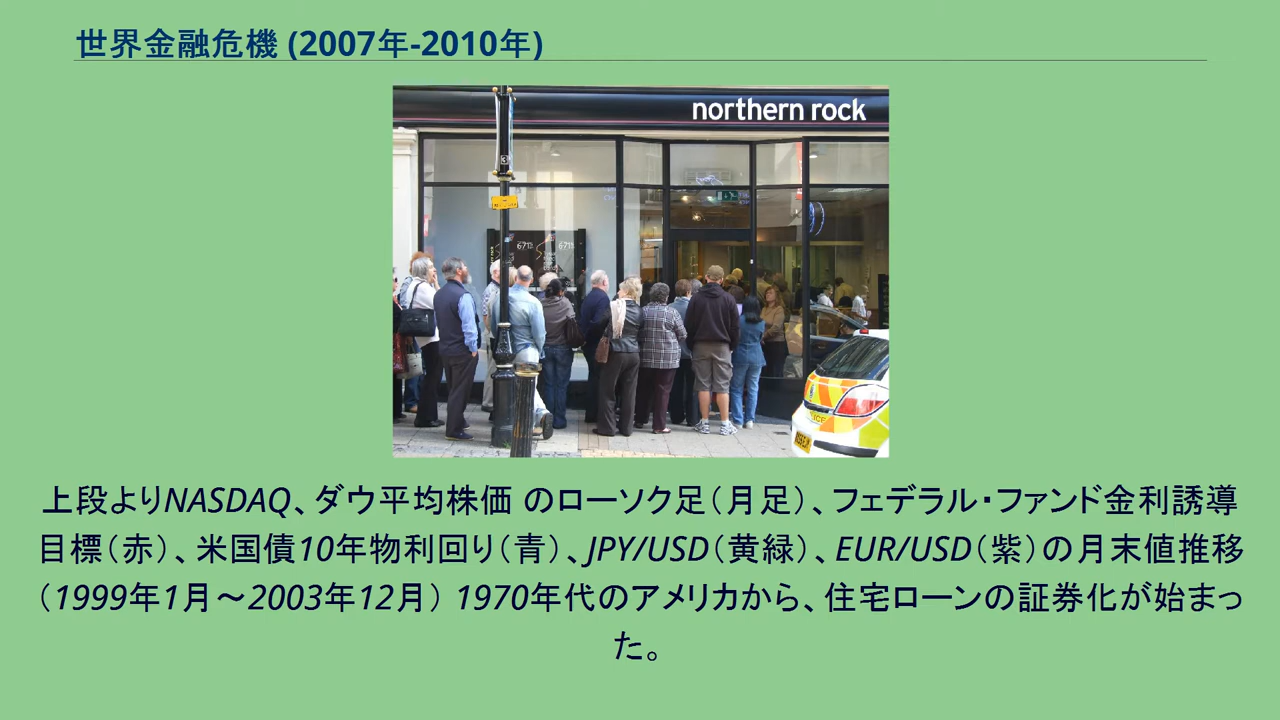 世界金融危機 (2007年-2010年)
northern rock
上段よりNASDAQ、ダウ平均株価 のローソク足（月足）、フェデラル・ファンド金利誘導
目標（赤）、米国債10年物利回り（青）、JPY/USD（黄緑）、EUR/USD（紫）の月末値推移
（1999年1月～2003年12月） 1970年代のアメリカから、住宅ローンの証券化が始まっ
た。